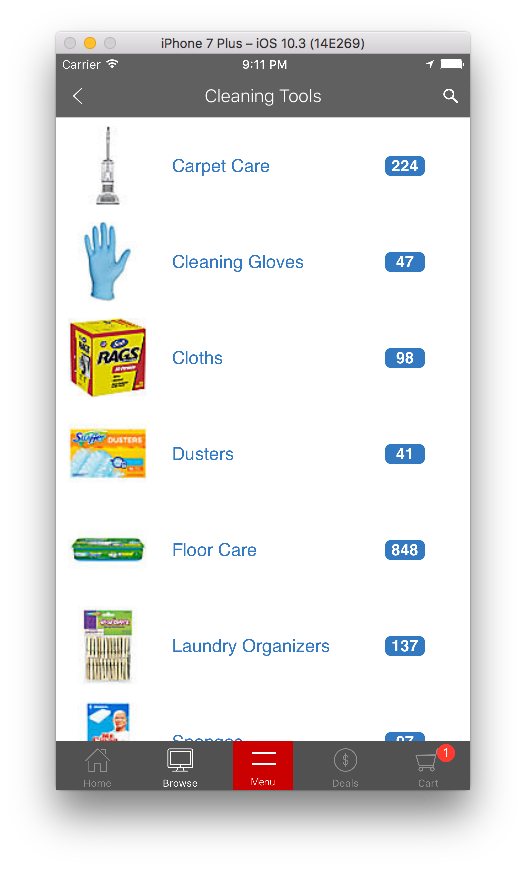 iPhone 7 Plus – iOS 10.3 (14E269)
Carrier 9:11 PM
Cleaning Tools
Carpet Care 224
Cleaning Gloves 47
Scott RAGS
Cloths 98
Swiffer DUSTERS
Dusters 41
Floor Care 848
Laundry Organizers 137
Sponges 97
Home Browse Menu Deals Cart 1